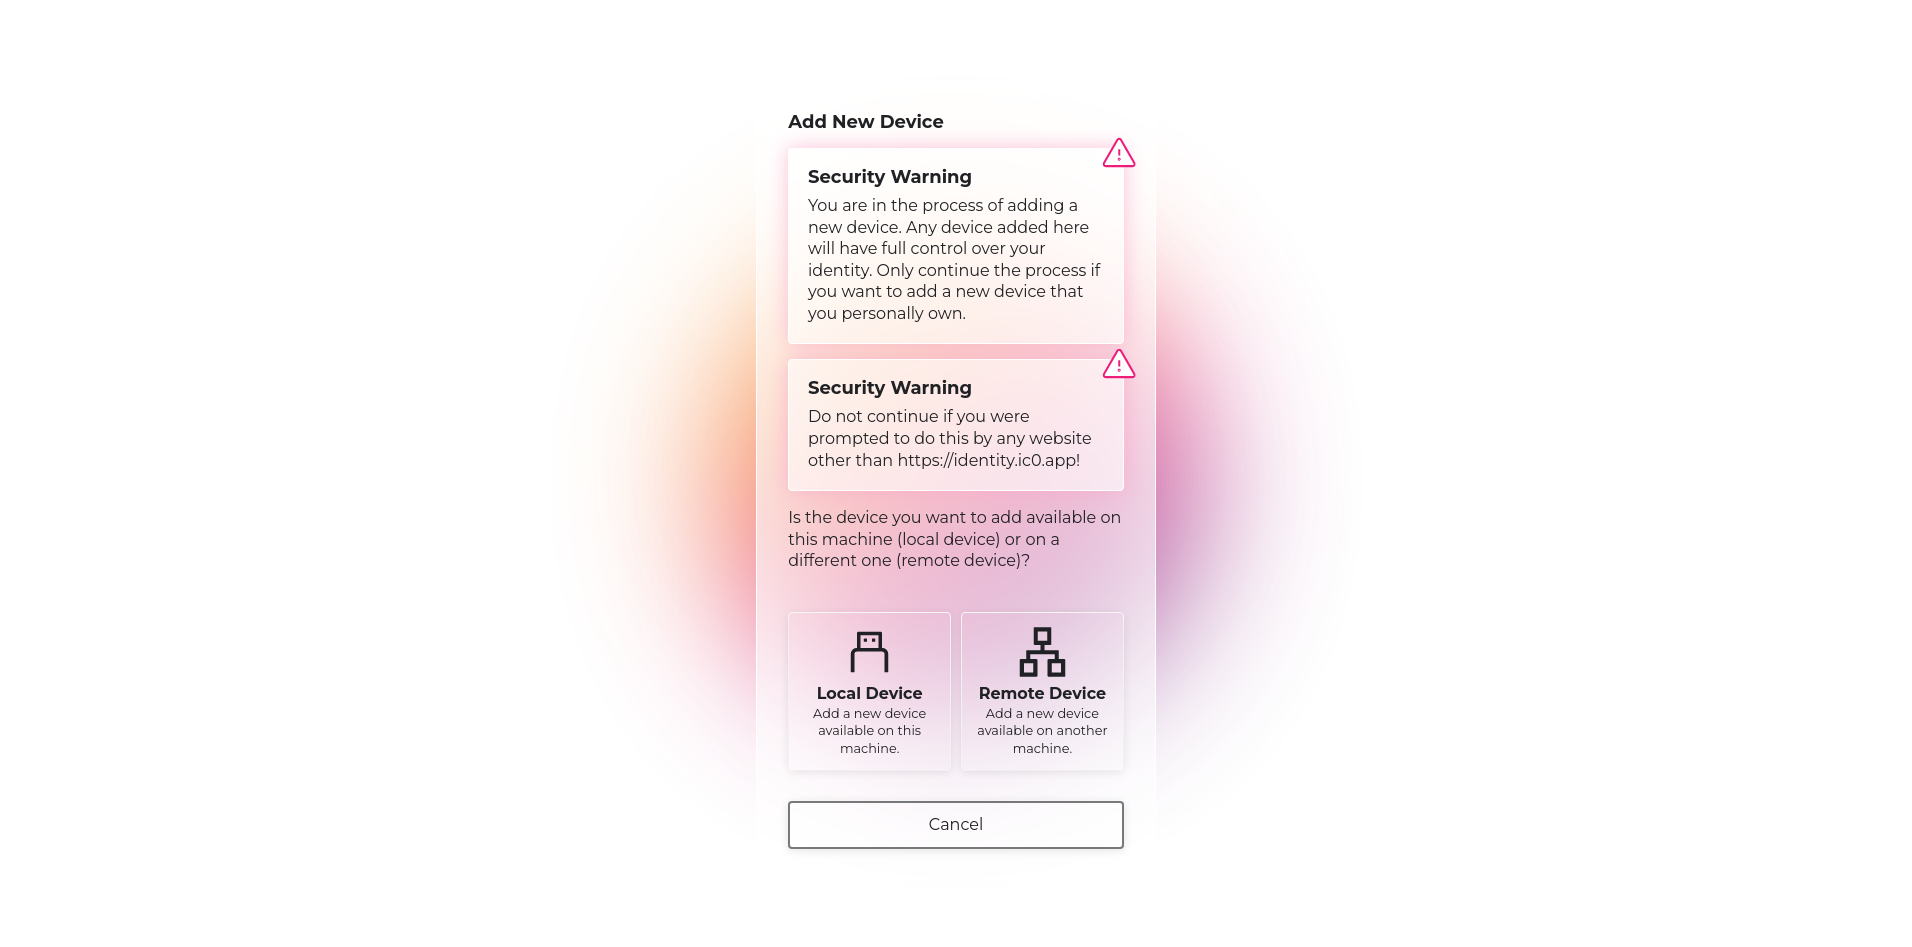 Add New Device
Security Warning
You are in the process of adding a
new device. Any device added here
will have full control over your
identity. Only continue the process if
you want to add a new device that
you personally own.
Security Warning
Do not continue if you were
prompted to do this by any website
other than https://identity.ic0.app!
Is the device you want to add available on
this machine (local device) or on a
different one (remote device)?
Local Device
Add a new device
available on this
machine.
Remote Device
Add a new device
available on another
machine.
Cancel